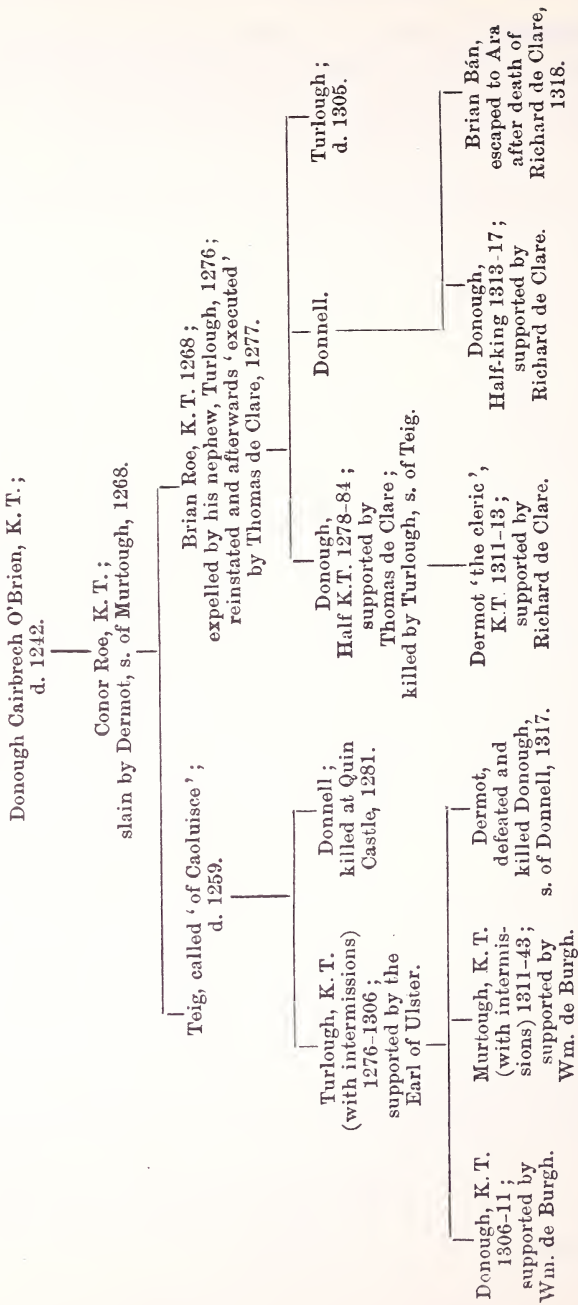 Donough Cairbrech O'Brien, K. T.;
d. 1242.
Conor Roe, K. T.;
slain by Dermot, s. of Murtough, 1268.
Teig, called ‘ of Caoluisce ’;
d. 1259.
Brian Roe, K. T. 1268;
expelled by his nephew, Turlough, 1276;
reinstated and afterwards ‘ executed ’
by Thomas de Clare, 1277.
Turlough, K. T.
(with intermissions)
1276-1306;
supported by the
Earl of Ulster.
Donnell;
killed at Quin
Castle, 1281.
Donough,
Half K. T. 1278-84;
supported by
Thomas de Clare;
killed by Turlough, s. of Teig.
Donnell.
Turlough;
d. 1305.
Donough, K. T.
1306-11;
supported by
Wm. de Burgh.
Murtough, K. T.
(with intermis-
sions) 1311-43;
supported by
Wm. de Burgh.
Dermot,
defeated and
killed Donough,
s. of Donnell, 1317.
Dermot ‘ the cleric ’,
K.T. 1311-13;
supported by
Richard de Clare.
Donough,
Half-king 1313-17;
supported by
Richard de Clare.
Brian Bán,
escaped to Ara
after death of
Richard de Clare,
1318.